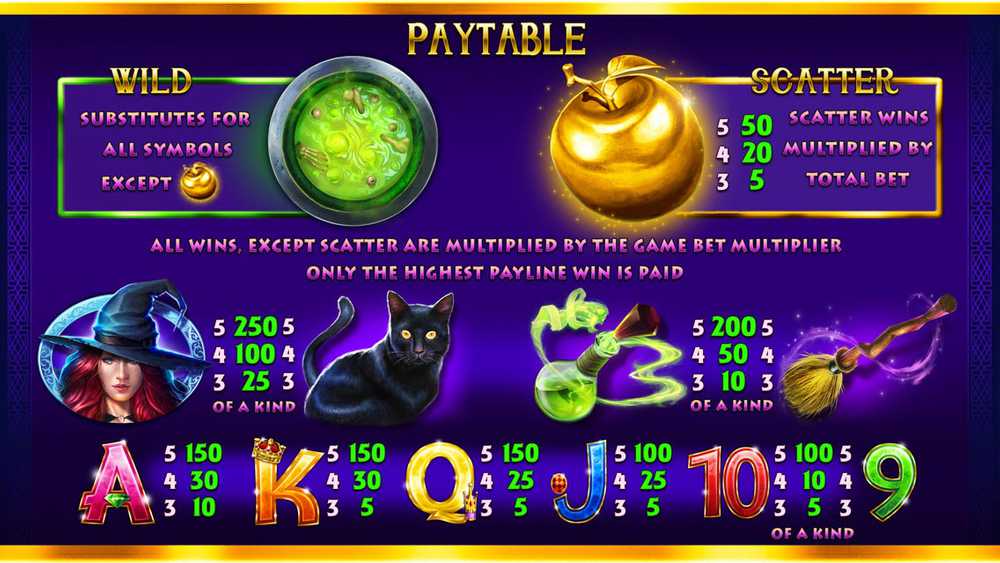 PAYTABLE
WILD
SUBSTITUTES FOR
ALL SYMBOLS
EXCEPT
SCATTER
5 50
4 20
3 5
SCATTER WINS
MULTIPLIED BY
TOTAL BET
ALL WINS, EXCEPT SCATTER ARE MULTIPLIED BY THE GAME BET MULTIPLIER
ONLY THE HIGHEST PAYLINE WIN IS PAID
5 250 5
4 100 4
3 25 3
OF A KIND
5 200 5
4 50 4
3 10 3
OF A KIND
A
5 150
4 30
3 10
K
5 150
4 30
3 5
Q
5 150
4 25
3 5
J
5 100
4 25
3 5
10
5 100 5
4 10 4
3 5 3
OF A KIND
9